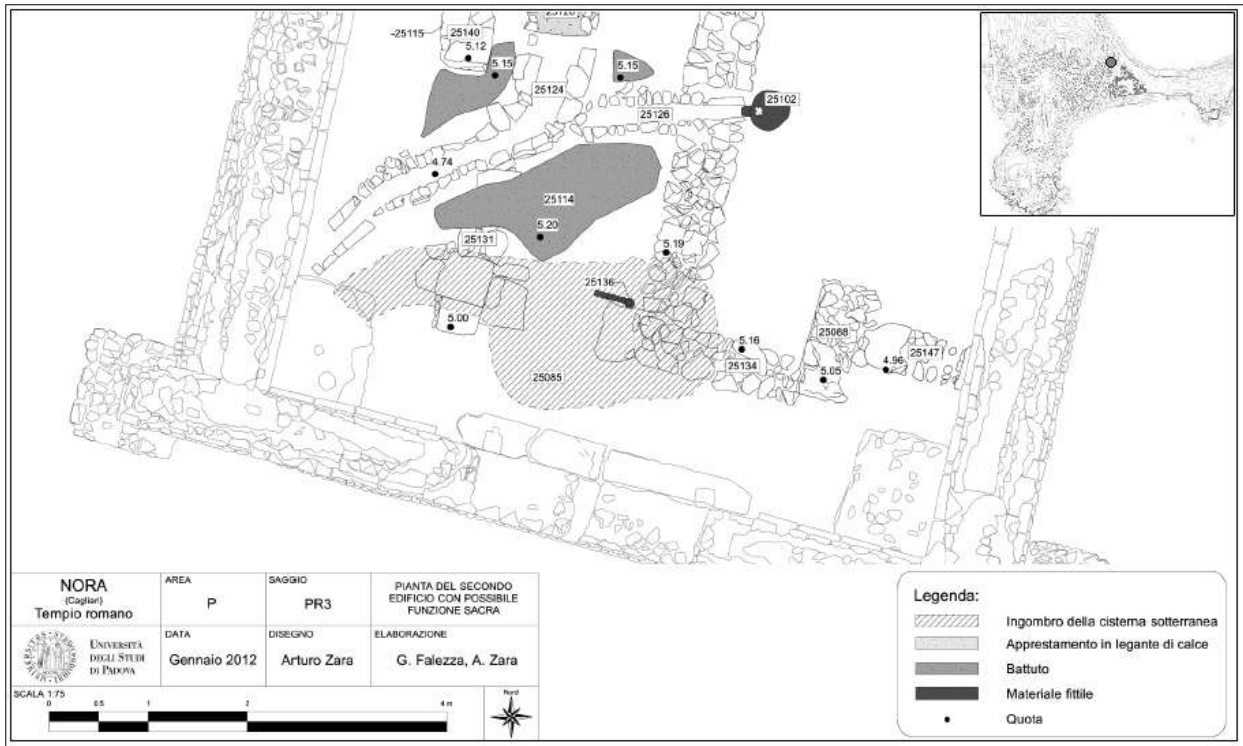 25115
25140
5.12
5.15
25124
5.15
25126
25102
4.74
25114
5.20
25131
5.19
25136
5.00
5.16
25134
25088
25147
4.96
5.05
25085
NORA
(Cagliari)
Tempio romano
AREA
P
SAGGIO
PR3
PIANTA DEL SECONDO
EDIFICIO CON POSSIBILE
FUNZIONE SACRA
UNIVERSITÀ
DEGLI STUDI
DI PADOVA
DATA
Gennaio 2012
DISEGNO
Arturo Zara
ELABORAZIONE
G. Falezza, A. Zara
SCALA 1:75
0 0.5 1 2 4 m
Nord
Legenda:
Ingombro della cisterna sotterranea
Apprestamento in legante di calce
Battuto
Materiale fittile
Quota